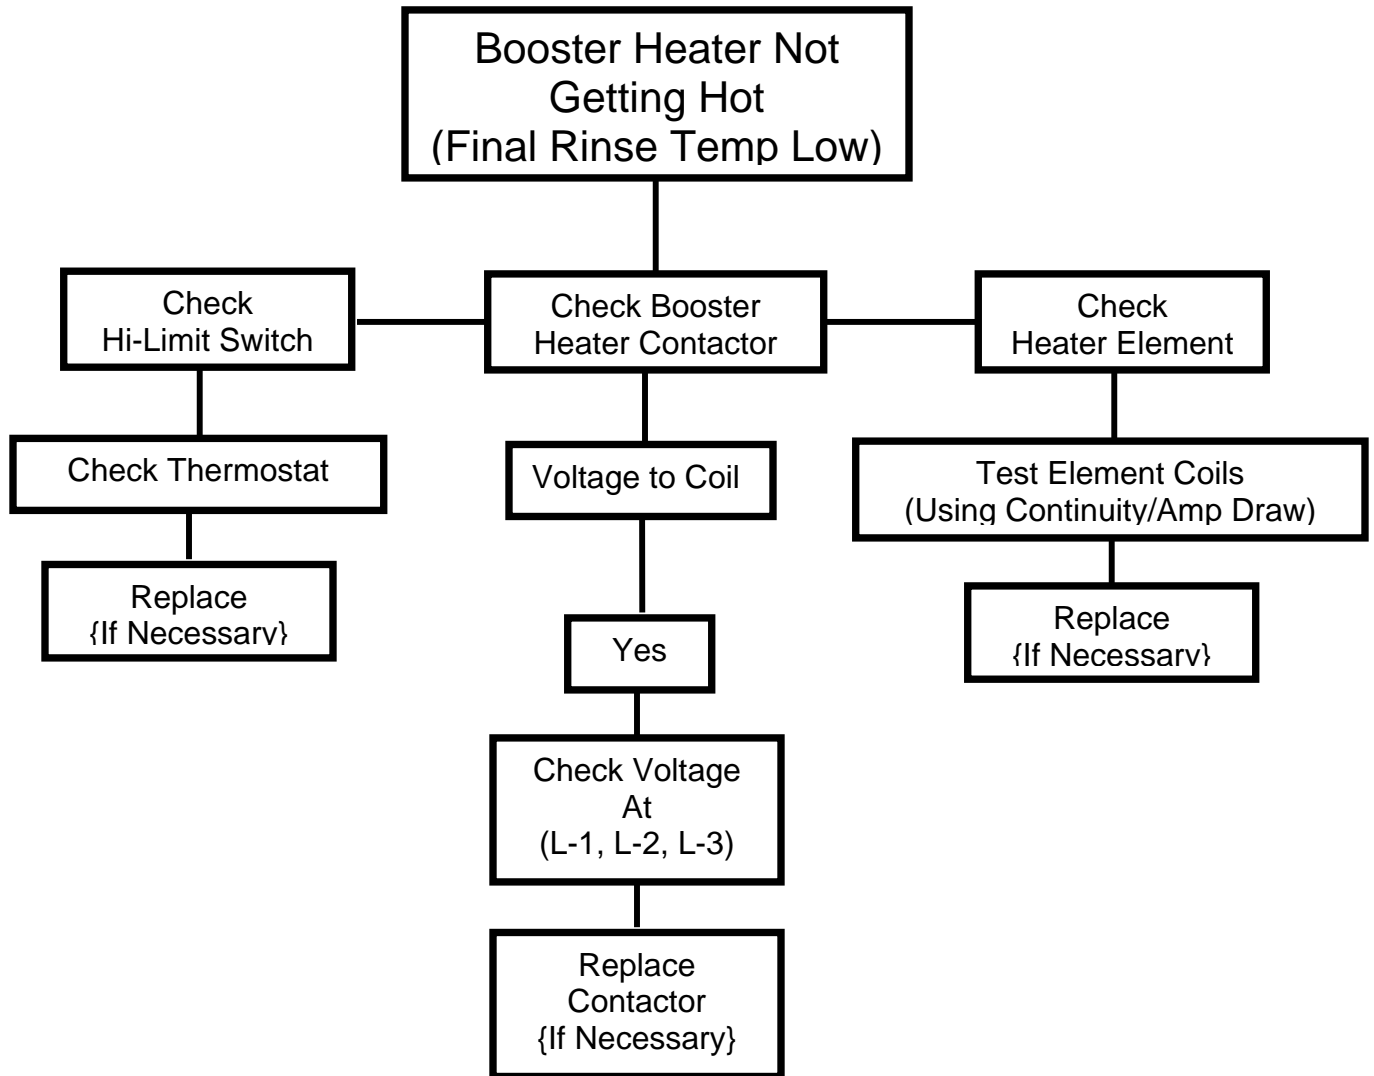 Booster Heater Not
Getting Hot
(Final Rinse Temp Low)
Check
Hi-Limit Switch
Check Booster
Heater Contactor
Check
Heater Element
Check Thermostat
Voltage to Coil
Test Element Coils
(Using Continuity/Amp Draw)
Replace
{If Necessary}
Yes
Replace
{If Necessary}
Check Voltage
At
(L-1, L-2, L-3)
Replace
Contactor
{If Necessary}